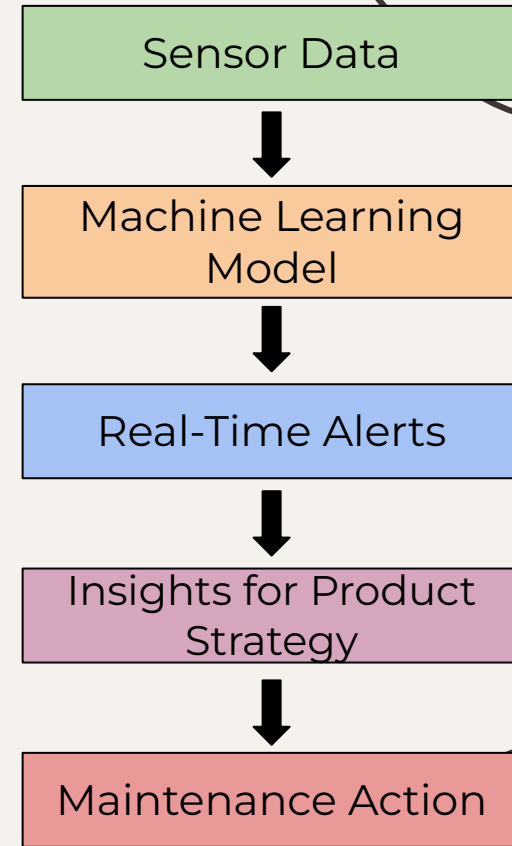 Sensor Data
Machine Learning
Model
Real-Time Alerts
Insights for Product
Strategy
Maintenance Action